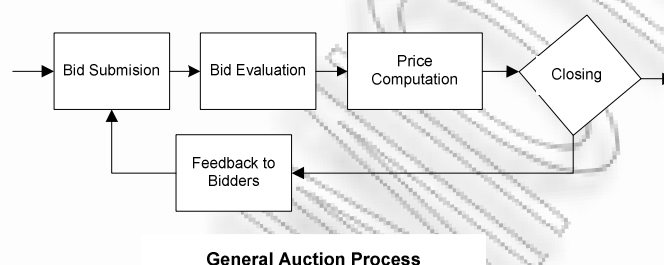 Bid Submision
Bid Evaluation
Price
Computation
Closing
Feedback to
Bidders
General Auction Process